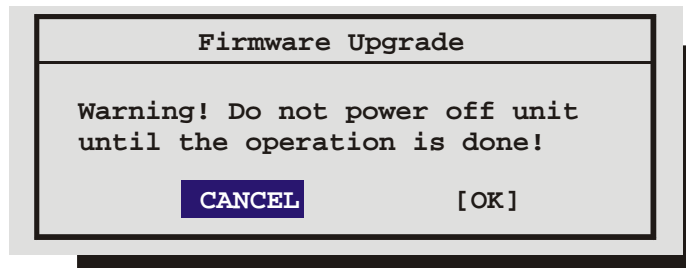 Firmware Upgrade
Warning! Do not power off unit
until the operation is done!
CANCEL [OK]